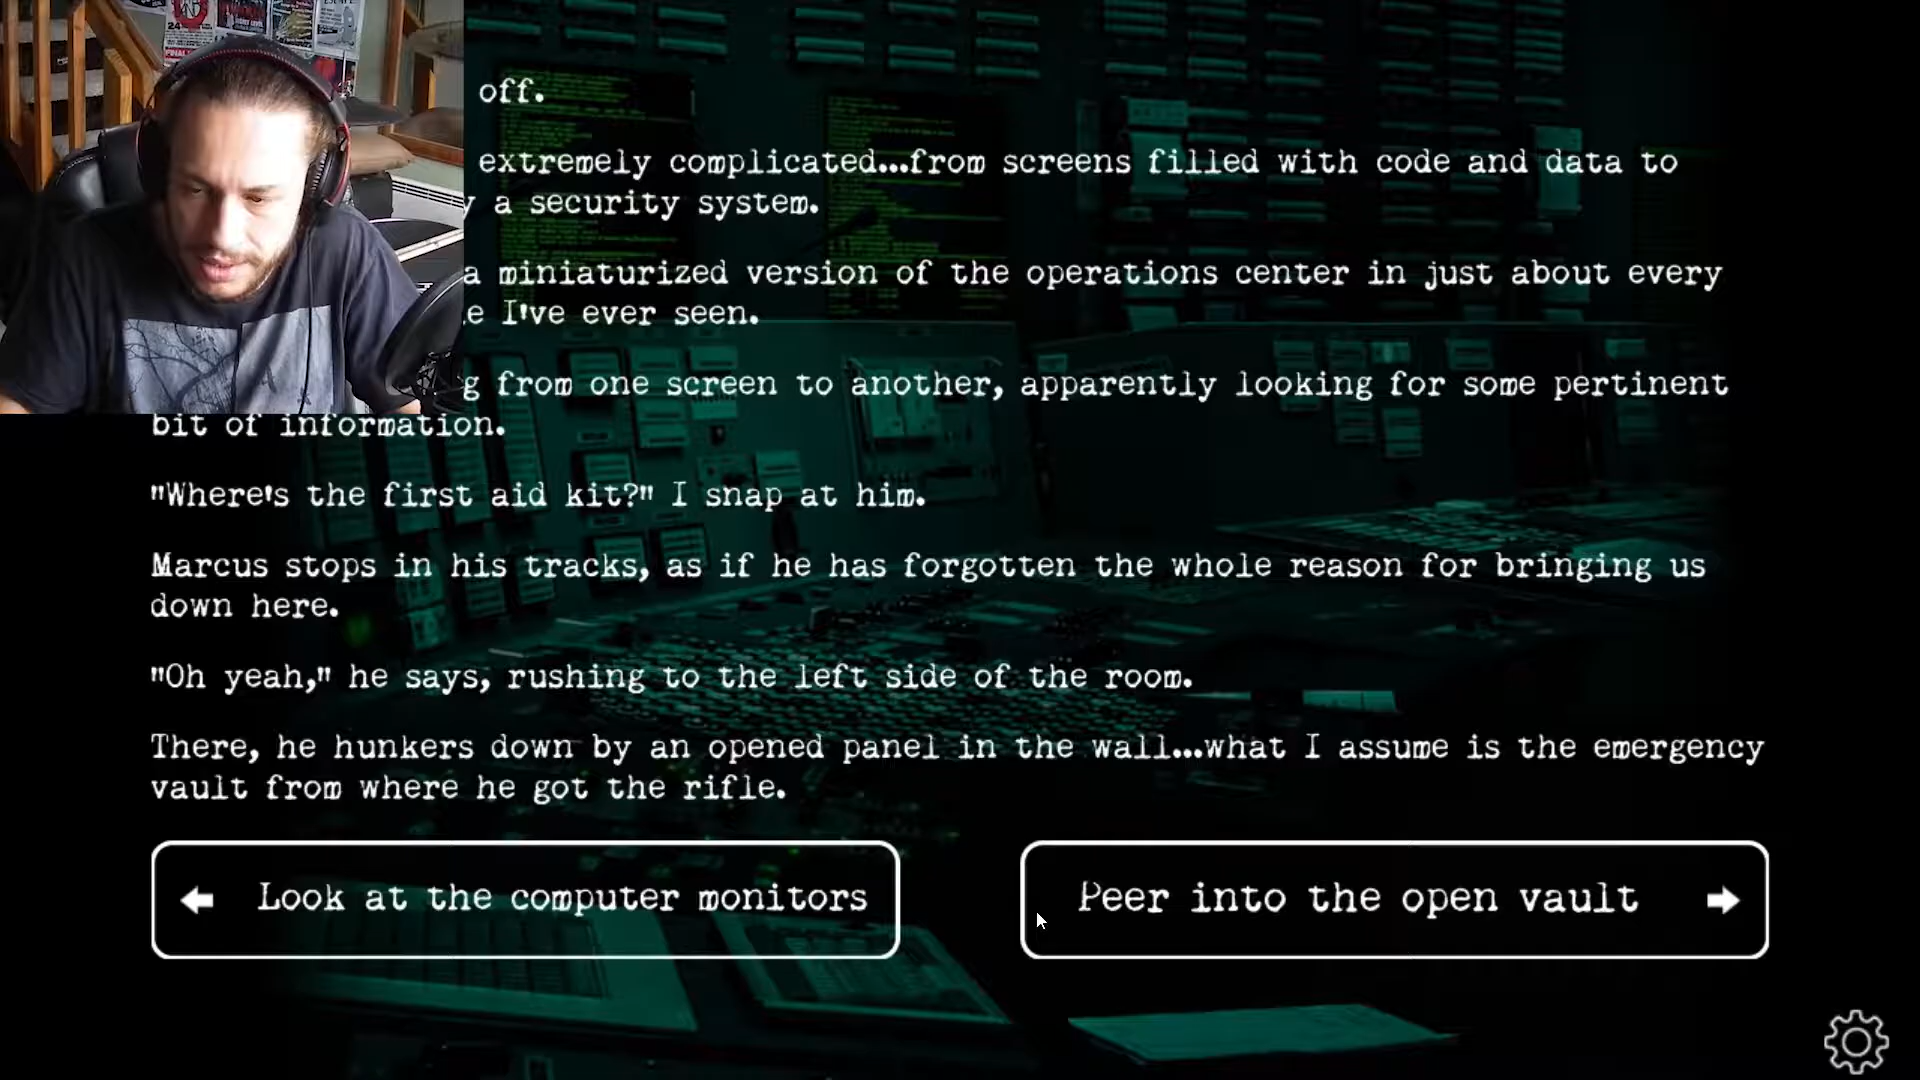 off.
extremely complicated...from screens filled with code and data to
a security system.
a miniaturized version of the operations center in just about every
I've ever seen.
from one screen to another, apparently looking for some pertinent
bit of information.
"Where's the first aid kit?" I snap at him.
Marcus stops in his tracks, as if he has forgotten the whole reason for bringing us
down here.
"Oh yeah," he says, rushing to the left side of the room.
There, he hunkers down by an opened panel in the wall...what I assume is the emergency
vault from where he got the rifle.
Look at the computer monitors
Peer into the open vault